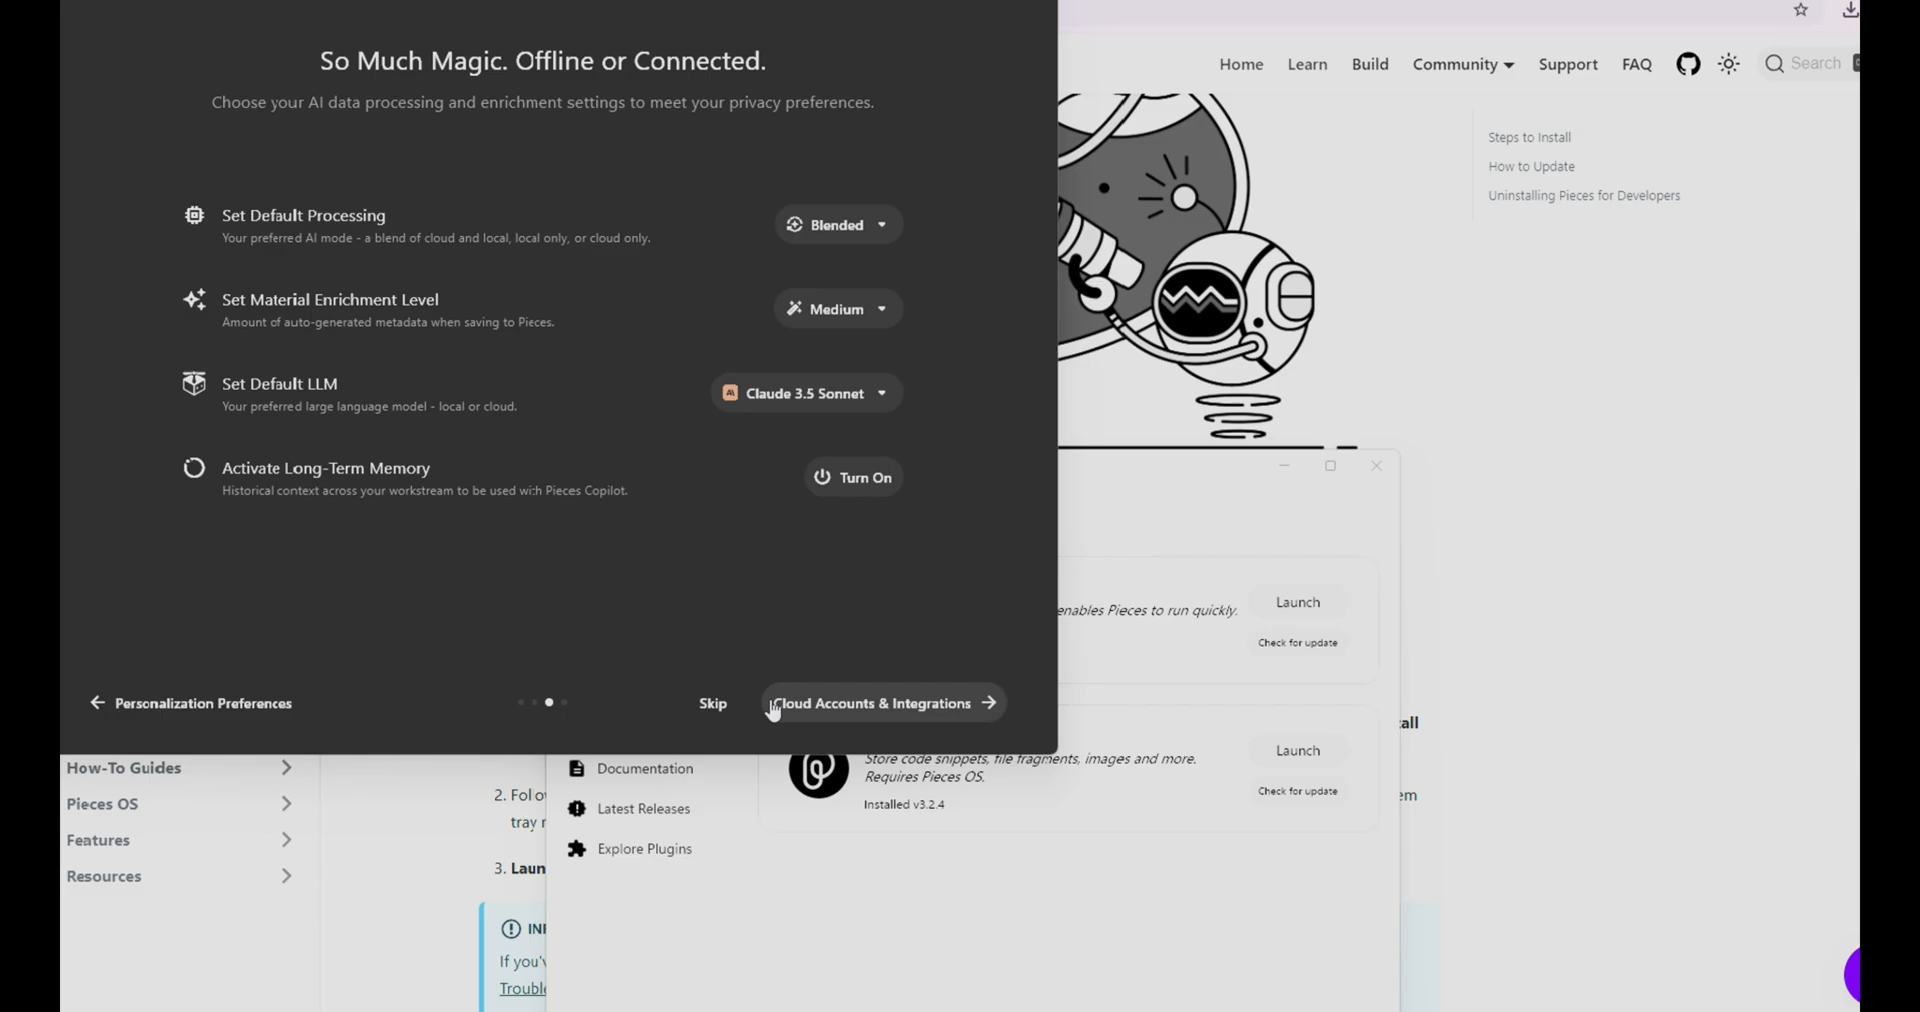 So Much Magic. Offline or Connected.
Choose your AI data processing and enrichment settings to meet your privacy preferences.
Set Default Processing
Your preferred AI mode - a blend of cloud and local, local only, or cloud only.
Blended
Set Material Enrichment Level
Amount of auto-generated metadata when saving to Pieces.
Medium
Set Default LLM
Your preferred large language model - local or cloud.
Claude 3.5 Sonnet
Activate Long-Term Memory
Historical context across your workstream to be used with Pieces Copilot.
Turn On
Personalization Preferences
Skip
Cloud Accounts & Integrations
Home Learn Build Community Support FAQ Search
Steps to Install
How to Update
Uninstalling Pieces for Developers
enables Pieces to run quickly.
Launch
Check for update
Store code snippets, file fragments, images and more.
Requires Pieces OS.
Installed v3.2.4
Launch
Check for update
Documentation
Latest Releases
Explore Plugins
How-To Guides
Pieces OS
Features
Resources
2.
tray
3.
If you'v